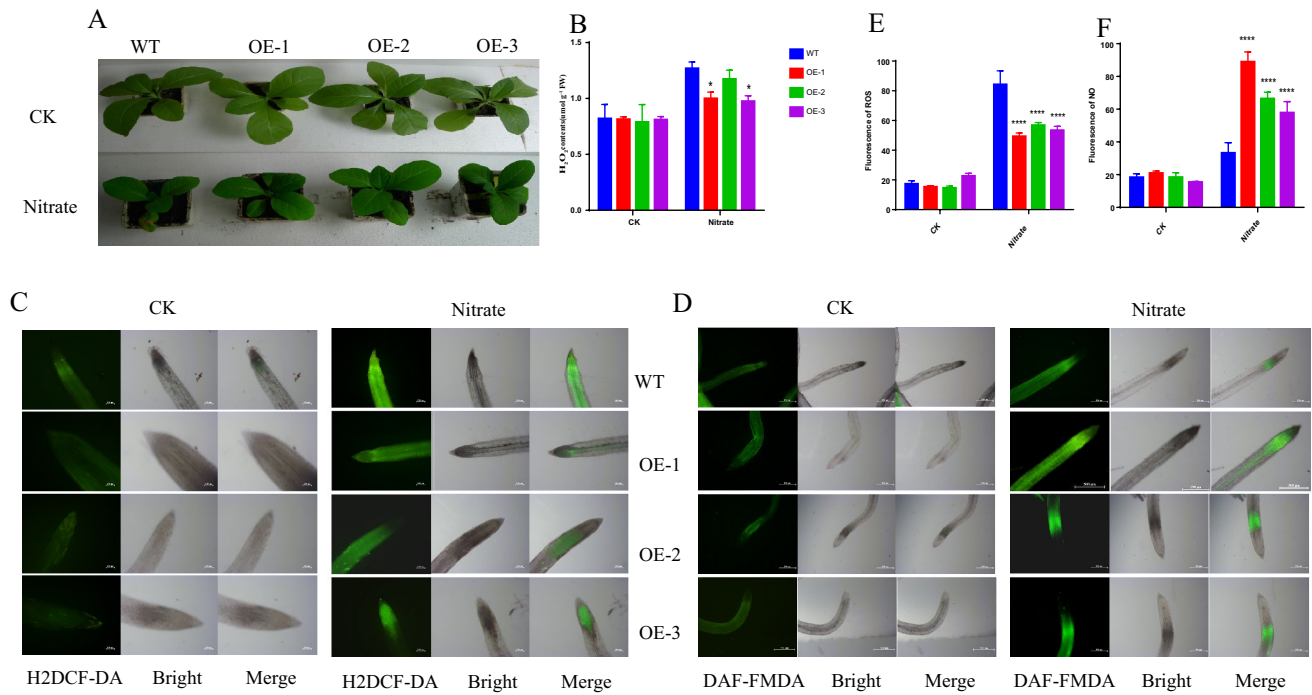 A
WT
OE-1
OE-2
OE-3
CK
Nitrate
B
H₂O₂contents(μmol g⁻¹ FW)
1.5
1.0
0.5
0.0
*
*
CK
Nitrate
WT
OE-1
OE-2
OE-3
E
Fluorescence of ROS
100
80
60
40
20
0
****
****
****
CK
Nitrate
F
Fluorescence of NO
100
80
60
40
20
0
****
****
****
CK
Nitrate
C
CK
Nitrate
WT
OE-1
OE-2
OE-3
H2DCF-DA
Bright
Merge
H2DCF-DA
Bright
Merge
D
CK
Nitrate
DAF-FMDA
Bright
Merge
DAF-FMDA
Bright
Merge